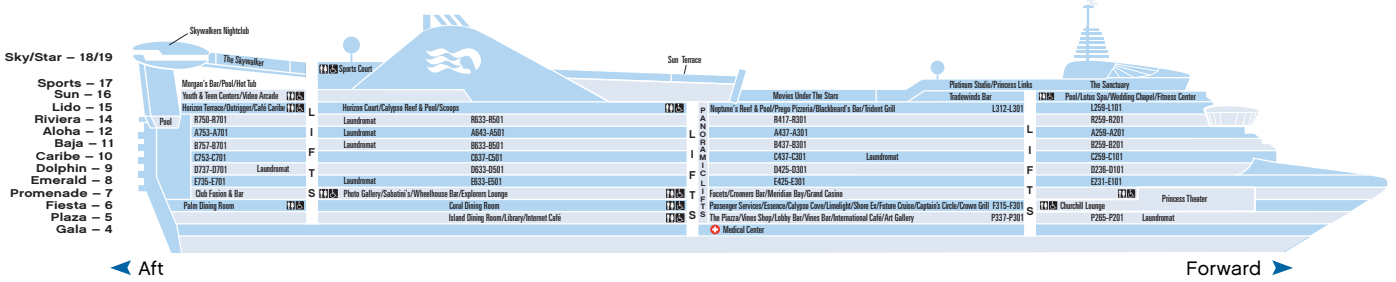 Skywalkers Nightclub
Sky/Star – 18/19
The Skywalker
Sports Court
Sun Terrace
Sports – 17
Morgan's Bar/Pool/Hot Tub
Platinum Studio/Princess Links
The Sanctuary
Sun – 16
Youth & Teen Centers/Video Arcade
Movies Under The Stars
Tradewinds Bar
Pool/Lotus Spa/Wedding Chapel/Fitness Center
Lido – 15
Horizon Terrace/Outrigger/Café Caribe
Horizon Court/Calypso Reef & Pool/Scoops
Neptune's Reef & Pool/Prego Pizzeria/Blackbeard's Bar/Trident Grill
L312-L301
L259-L101
Riviera – 14
Pool
R750-R701
Laundromat
R633-R501
R417-R301
R259-R201
Aloha – 12
A753-A701
Laundromat
A643-A501
A437-A301
A259-A201
Baja – 11
B757-B701
Laundromat
B633-B501
B437-B301
B259-B201
Caribe – 10
C753-C701
C637-C501
C437-C301
Laundromat
C259-C101
Dolphin – 9
D737-D701
Laundromat
D633-D501
D425-D301
D236-D101
Emerald – 8
E735-E701
Laundromat
E633-E501
E425-E301
E231-E101
Promenade – 7
Club Fusion & Bar
Photo Gallery/Sabatini's/Wheelhouse Bar/Explorers Lounge
Facets/Crooners Bar/Meridian Bay/Grand Casino
Princess Theater
Fiesta – 6
Palm Dining Room
Coral Dining Room
Passenger Services/Essence/Calypso Cove/Limelight/Shore Ex/Future Cruise/Captain's Circle/Crown Grill
F315-F301
Churchill Lounge
Plaza – 5
Island Dining Room/Library/Internet Café
The Piazza/Vines Shop/Lobby Bar/Vines Bar/International Café/Art Gallery
P337-P301
P265-P201
Laundromat
Gala – 4
Medical Center
LIFTS
LIFTS
PANORAMIC LIFTS
LIFTS
Aft
Forward